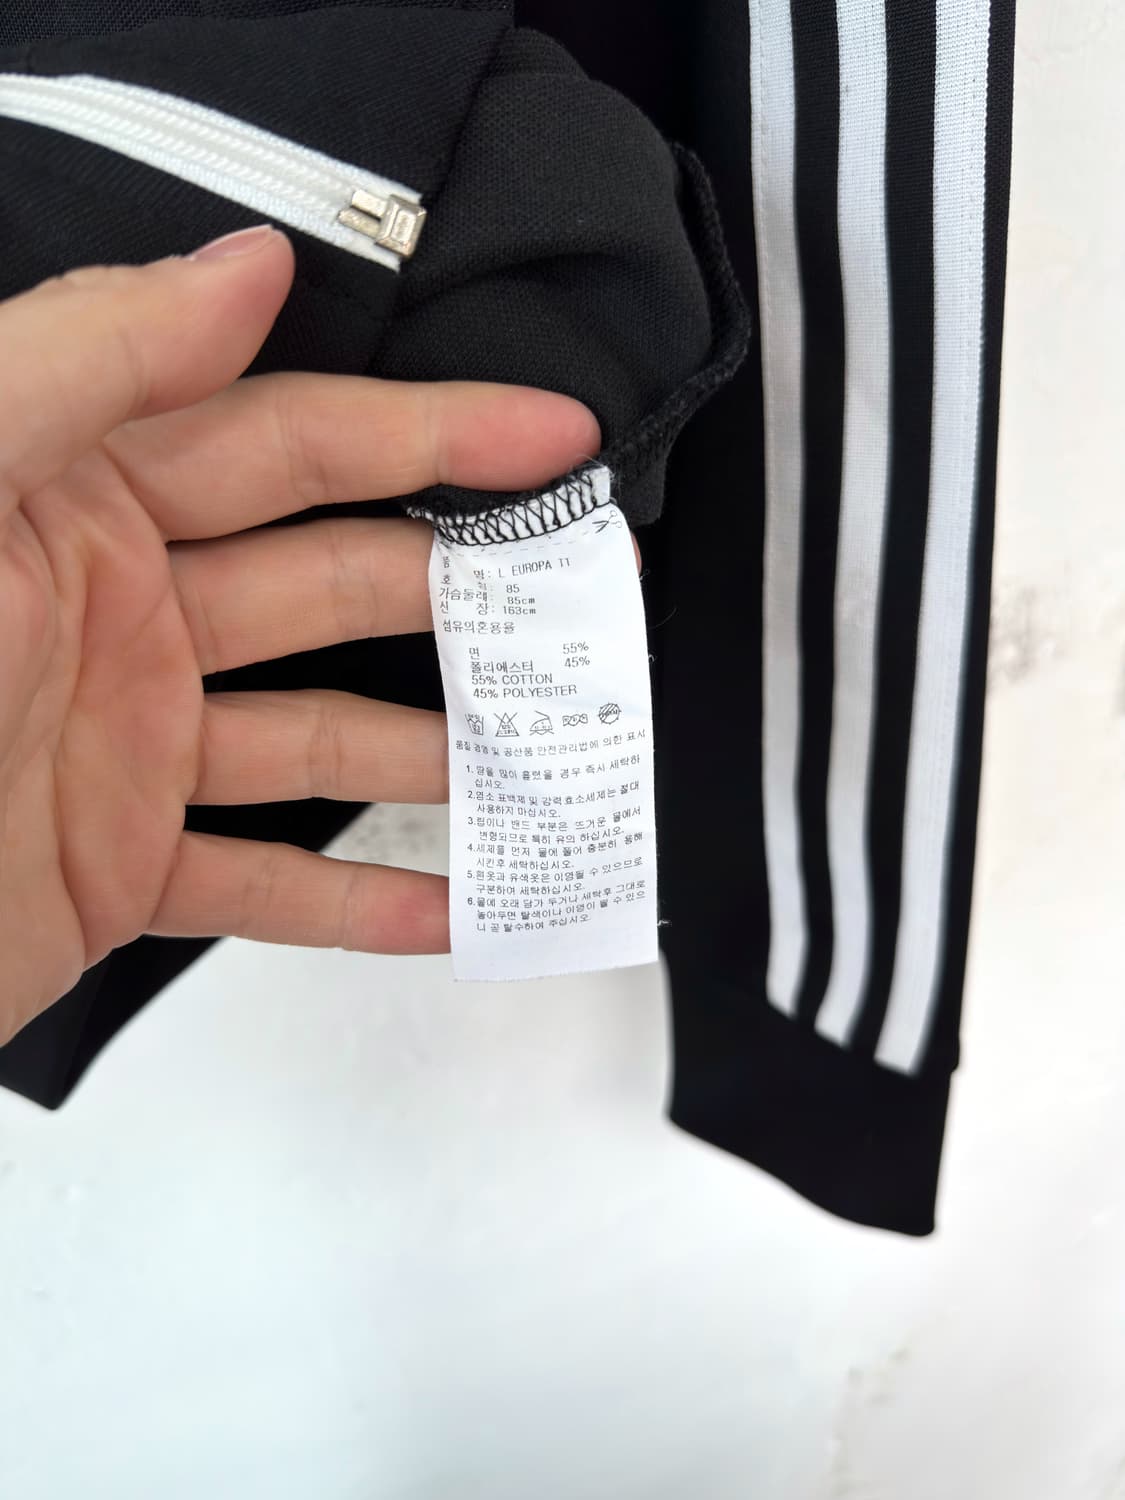 품 명: L EUROPA TT
호 칭: 85
가슴둘레: 85cm
신 장: 163cm
섬유의혼용율
면 55%
폴리에스터 45%
55% COTTON
45% POLYESTER
품질 경영 및 공산품 안전관리법에 의한 표시
1. 땀을 많이 흘렸을 경우 즉시 세탁하
십시오.
2.염소 표백제 및 강력효소세제는 절대
사용하지 마십시오.
3.립이나 밴드 부분은 뜨거운 물에서
변형되므로 특히 유의 하십시오.
4.세제를 먼저 물에 풀어 충분히 용해
시킨후 세탁하십시오.
5.흰옷과 유색옷은 이염될 수 있으므로
구분하여 세탁하십시오.
6.물에 오래 담가 두거나 세탁후 그대로
놓아두면 탈색이나 이염이 될 수 있으
니 곧 탈수하여 주십시오.